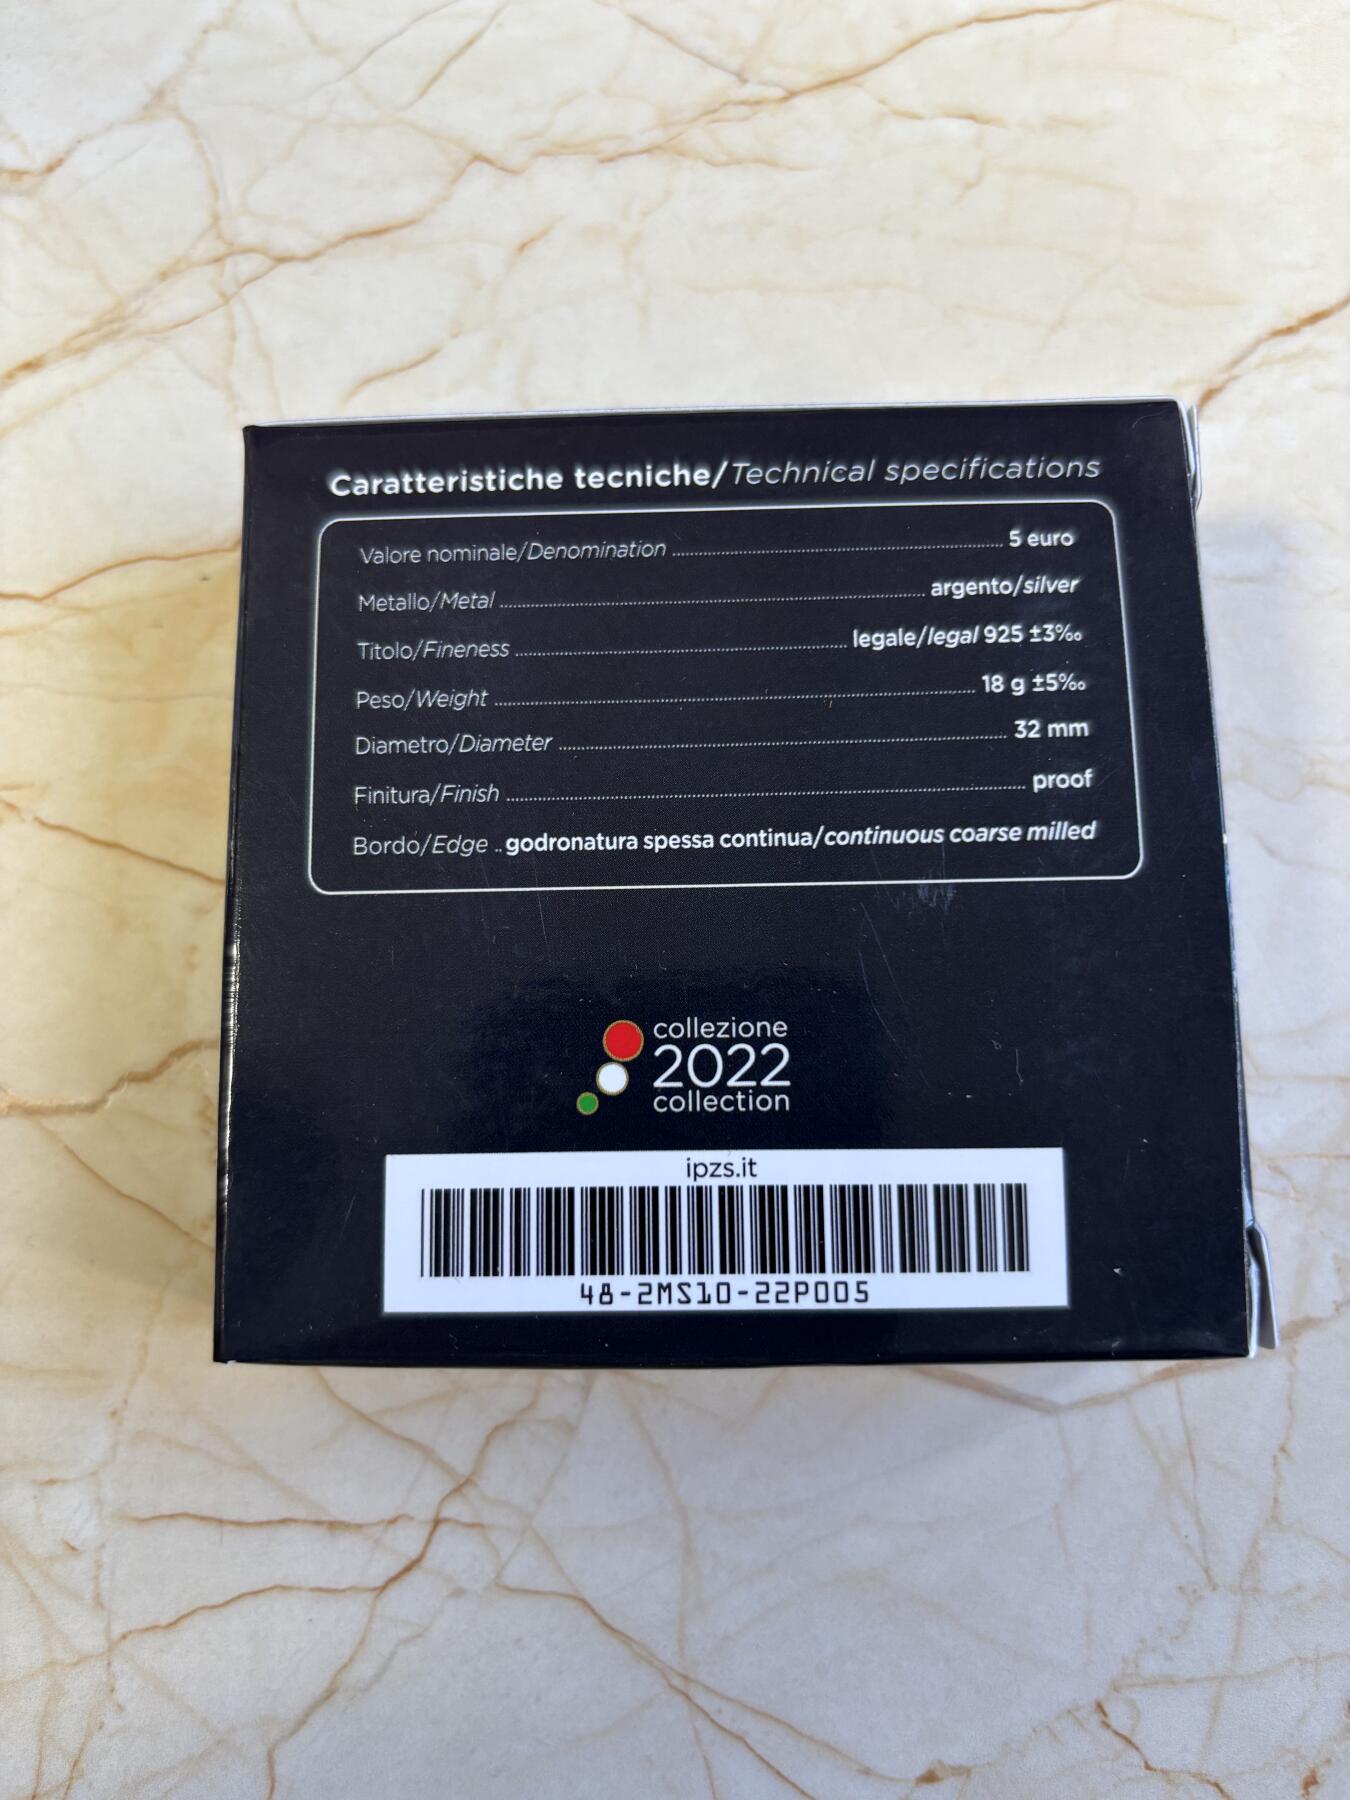 Caratteristiche tecniche/Technical specifications
Valore nominale/Denomination ........ 5 euro
Metallo/Metal ........ argento/silver
Titolo/Fineness ........ legale/legal 925 ±3‰
Peso/Weight ........ 18 g ±5‰
Diametro/Diameter ........ 32 mm
Finitura/Finish ........ proof
Bordo/Edge .. godronatura spessa continua/continuous coarse milled
collezione
2022
collection
ipzs.it
48-2MS10-22P005